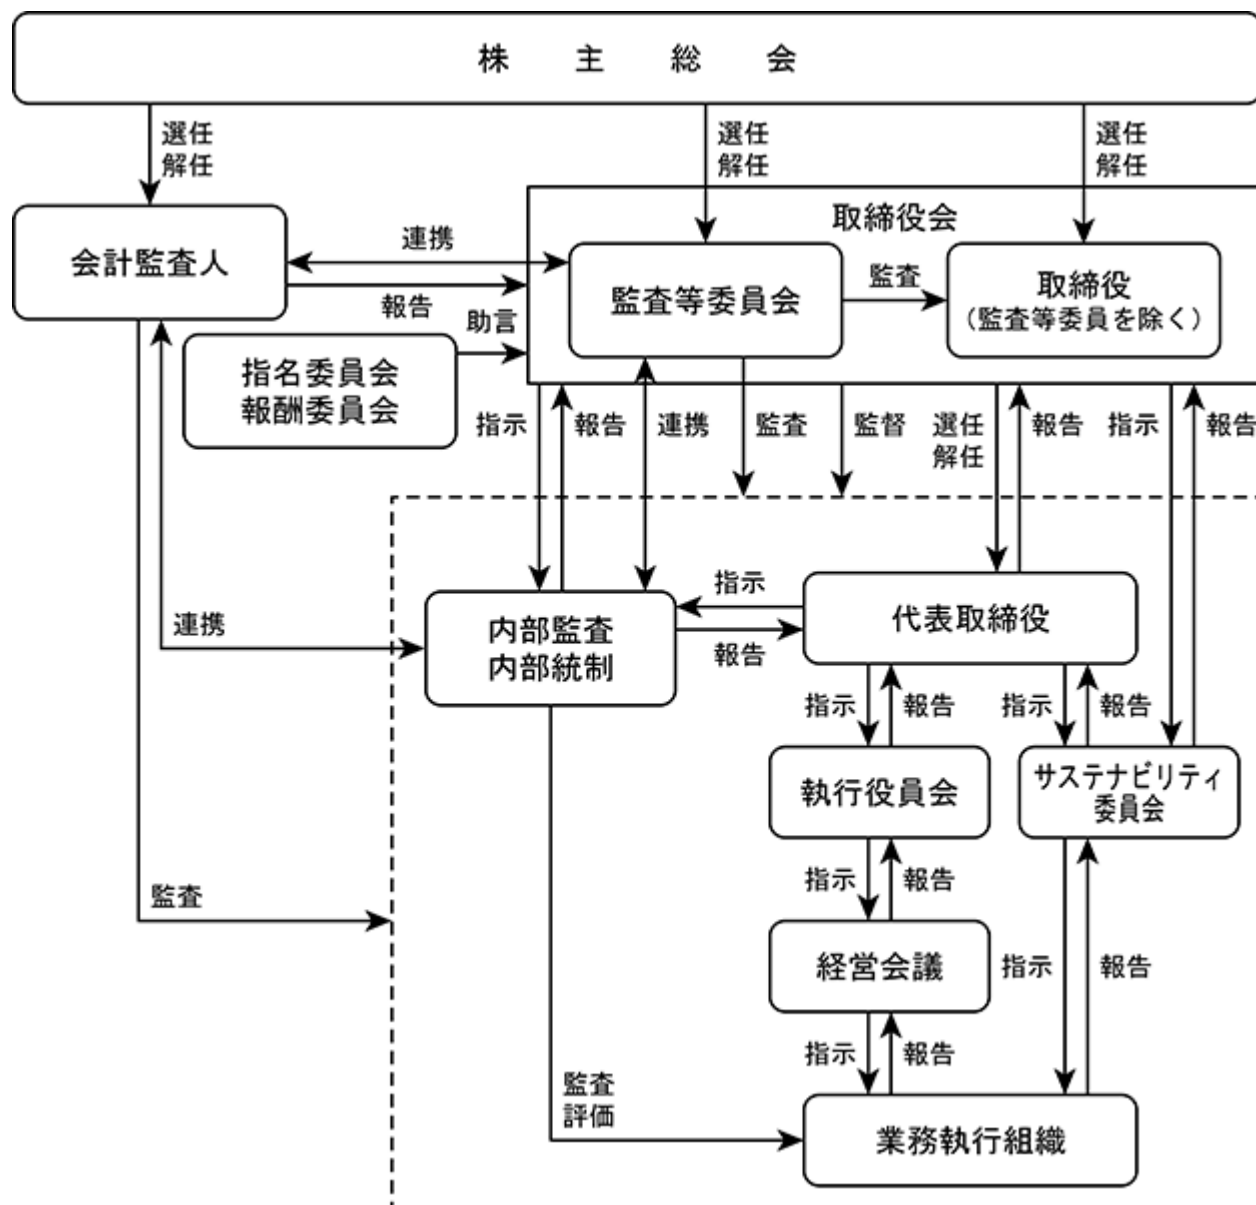 株主総会
選任
解任
選任
解任
選任
解任
取締役会
会計監査人
連携
報告
監査等委員会
監査
取締役
(監査等委員を除く)
助言
指名委員会
報酬委員会
指示
報告
連携
監査
監督
選任
解任
報告
指示
報告
連携
内部監査
内部統制
指示
報告
代表取締役
指示
報告
指示
報告
執行役員会
サステナビリティ
委員会
指示
報告
監査
経営会議
指示
報告
指示
報告
監査
評価
業務執行組織